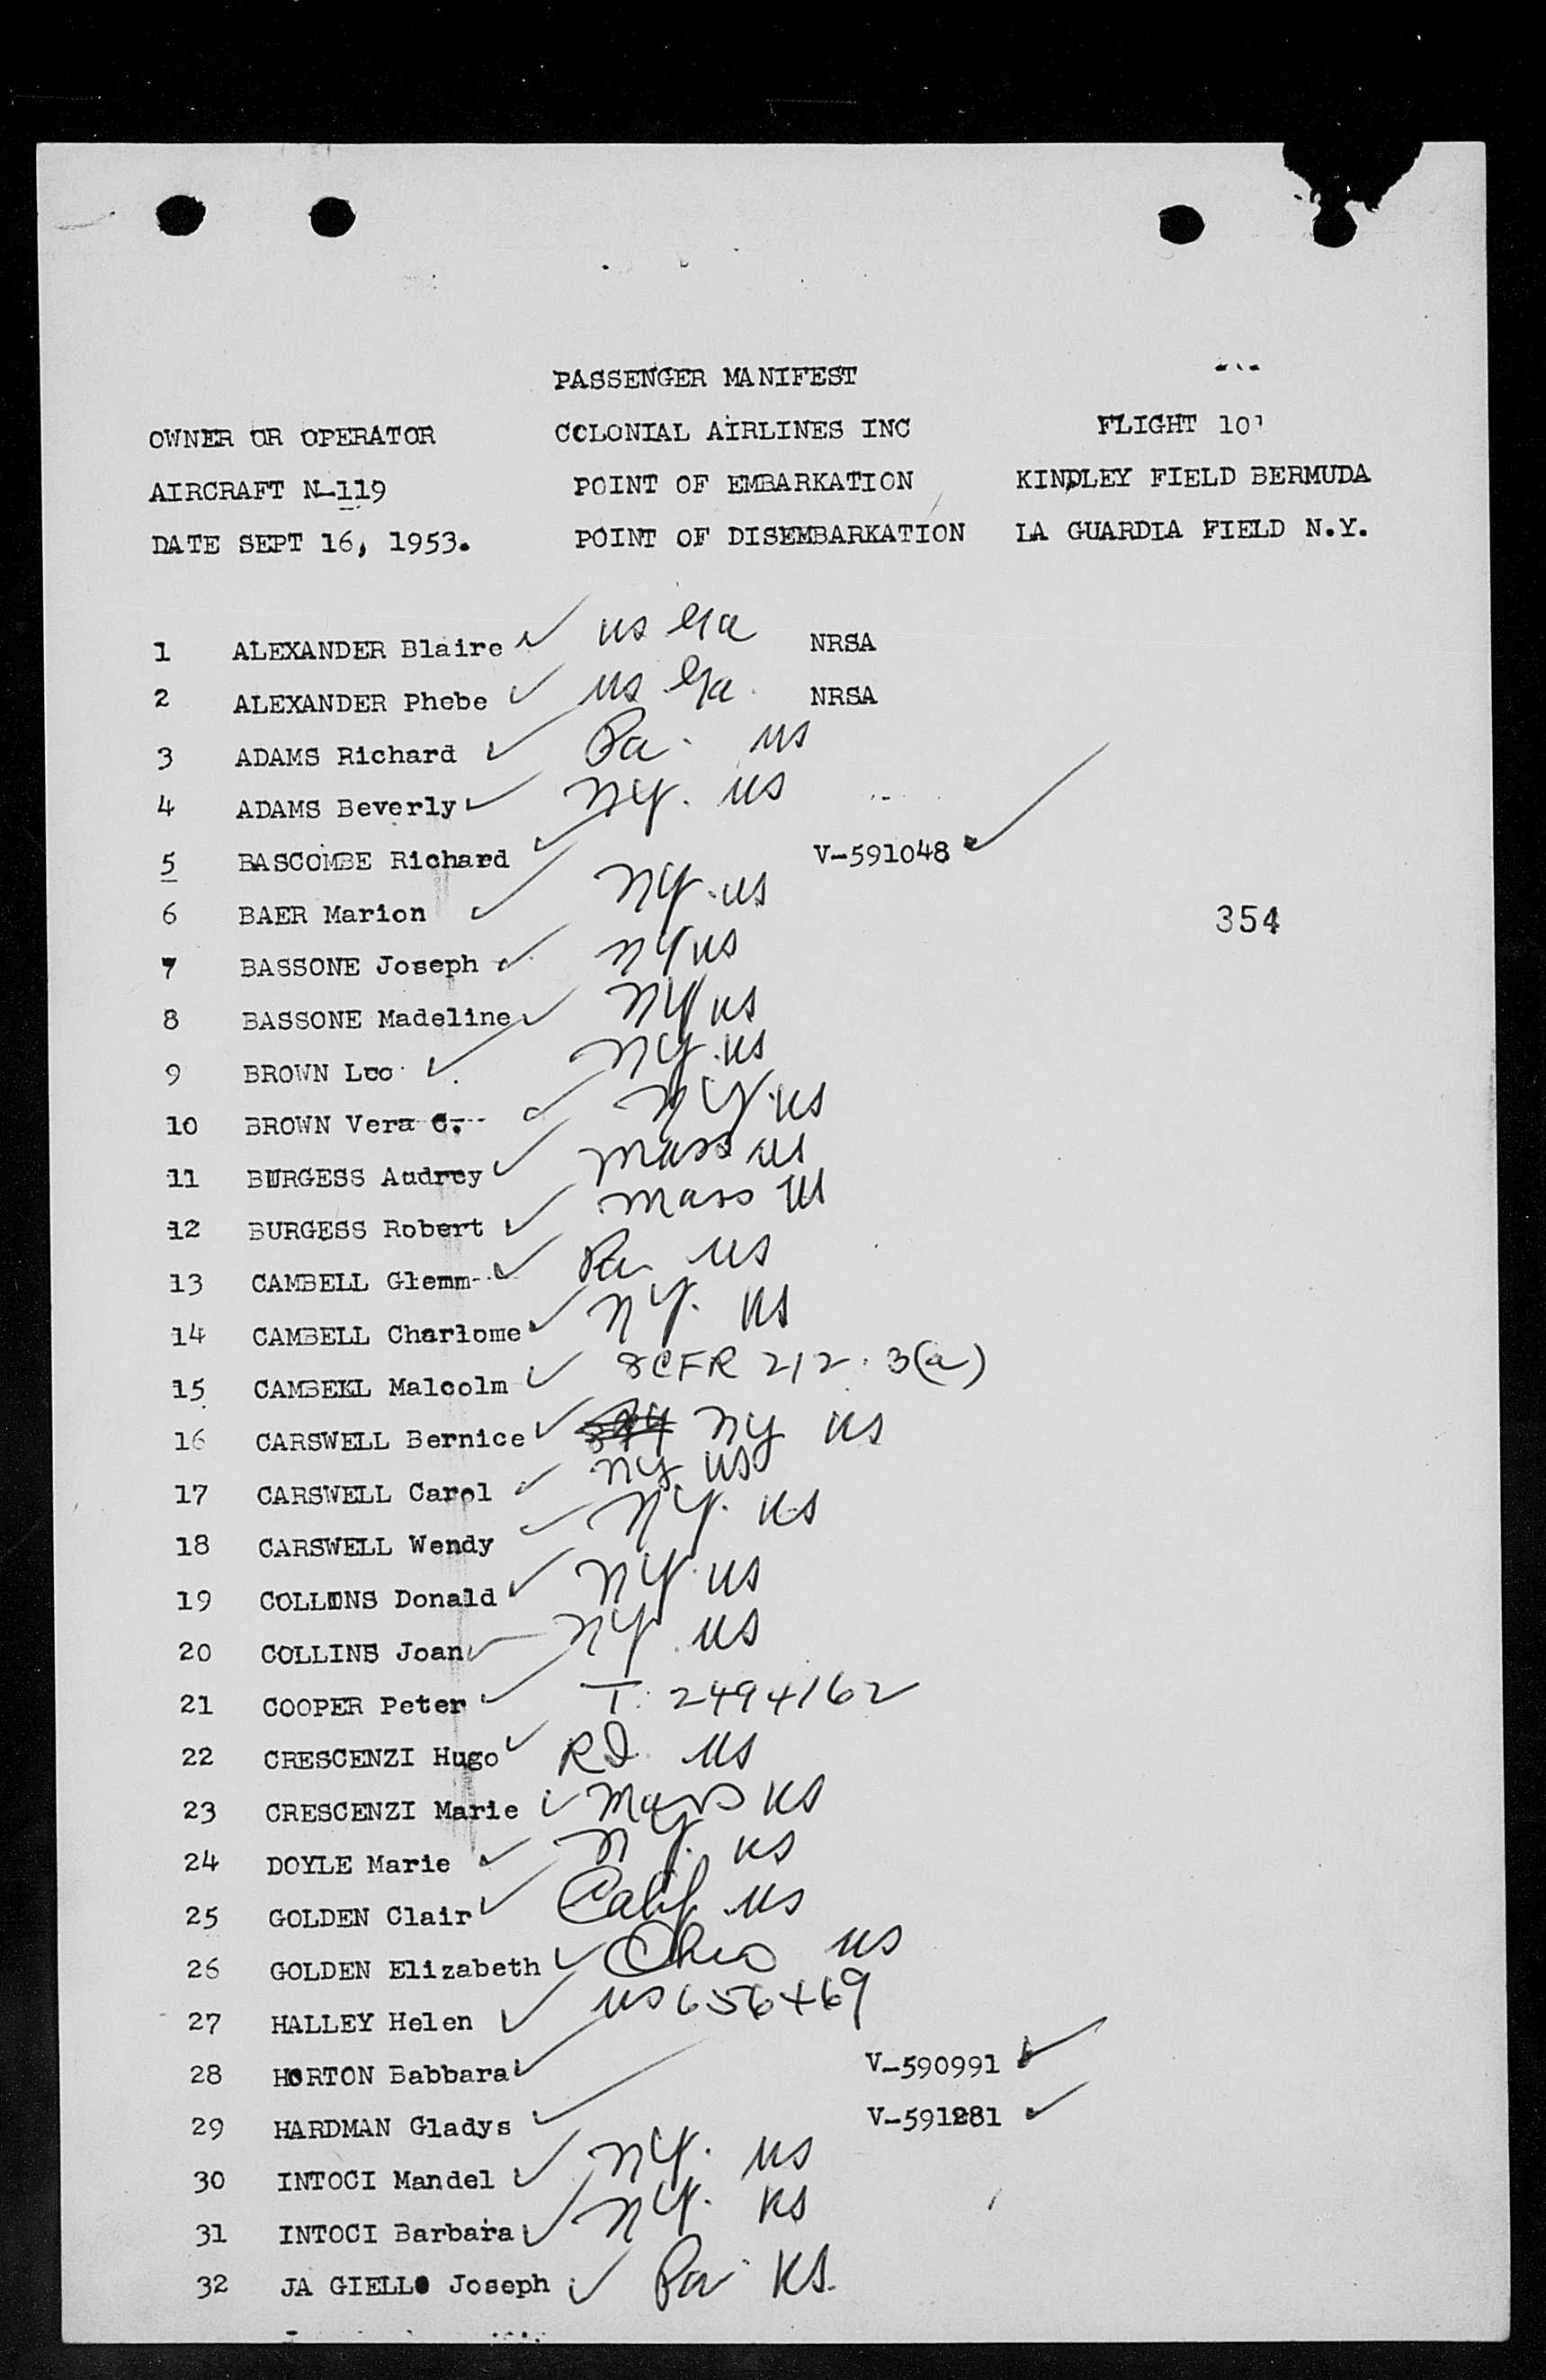 PASSENGER MANIFEST
OWNER OR OPERATOR COLONIAL AIRLINES INC FLIGHT 101
AIRCRAFT N-119 POINT OF EMBARKATION KINDLEY FIELD BERMUDA
DATE SEPT 16, 1953. POINT OF DISEMBARKATION LA GUARDIA FIELD N.Y.
1 ALEXANDER Blaire ✓ US Ga NRSA
2 ALEXANDER Phebe ✓ US Ga. NRSA
3 ADAMS Richard ✓ Pa. US
4 ADAMS Beverly ✓ NY. US
5 BASCOMBE Richard ✓ V-591048 ✓
6 BAER Marion ✓ NY. US
354
7 BASSONE Joseph ✓ NY US
8 BASSONE Madeline ✓ NY US
9 BROWN Leo ✓ NY. US
10 BROWN Vera C. ✓ NY. US
11 BURGESS Audrey ✓ Mass US
12 BURGESS Robert ✓ Mass US
13 CAMBELL Glemm ✓ Pa US
14 CAMBELL Charlome ✓ NY. US
15 CAMBELL Malcolm ✓ 8CFR 212.3(a)
16 CARSWELL Bernice ✓ NY US
17 CARSWELL Carol ✓ NY US
18 CARSWELL Wendy ✓ NY. US
19 COLLINS Donald ✓ NY. US
20 COLLINS Joan ✓ NY. US
21 COOPER Peter ✓ T. 2494162
22 CRESCENZI Hugo ✓ RI. US
23 CRESCENZI Marie ✓ Mass US
24 DOYLE Marie ✓ NY. US
25 GOLDEN Clair ✓ Calif US
26 GOLDEN Elizabeth ✓ Ohio US
27 HALLEY Helen ✓ US 656469
28 HORTON Babbara ✓ V-590991 ✓
29 HARDMAN Gladys ✓ V-591281 ✓
30 INTOCI Mandel ✓ NY. US
31 INTOCI Barbara ✓ NY. US
32 JA GIELLO Joseph ✓ Pa US.